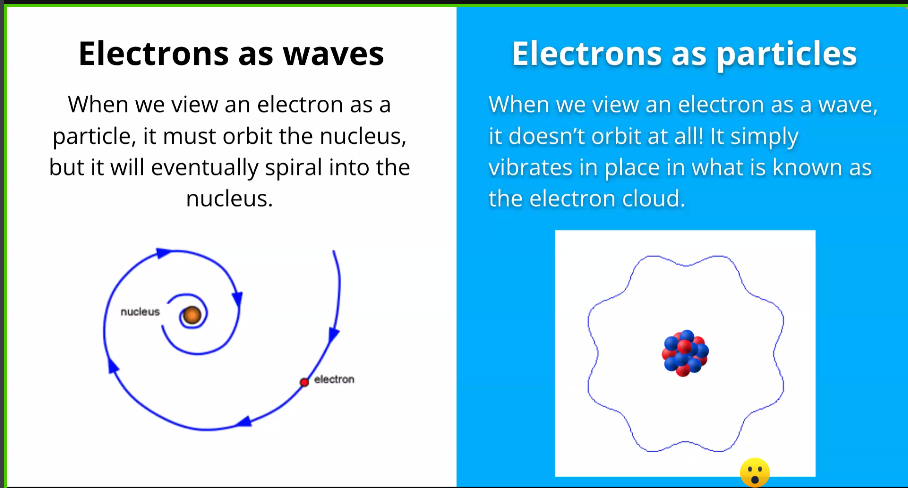 Electrons as waves
When we view an electron as a
particle, it must orbit the nucleus,
but it will eventually spiral into the
nucleus.
nucleus
electron
Electrons as particles
When we view an electron as a wave,
it doesn’t orbit at all! It simply
vibrates in place in what is known as
the electron cloud.